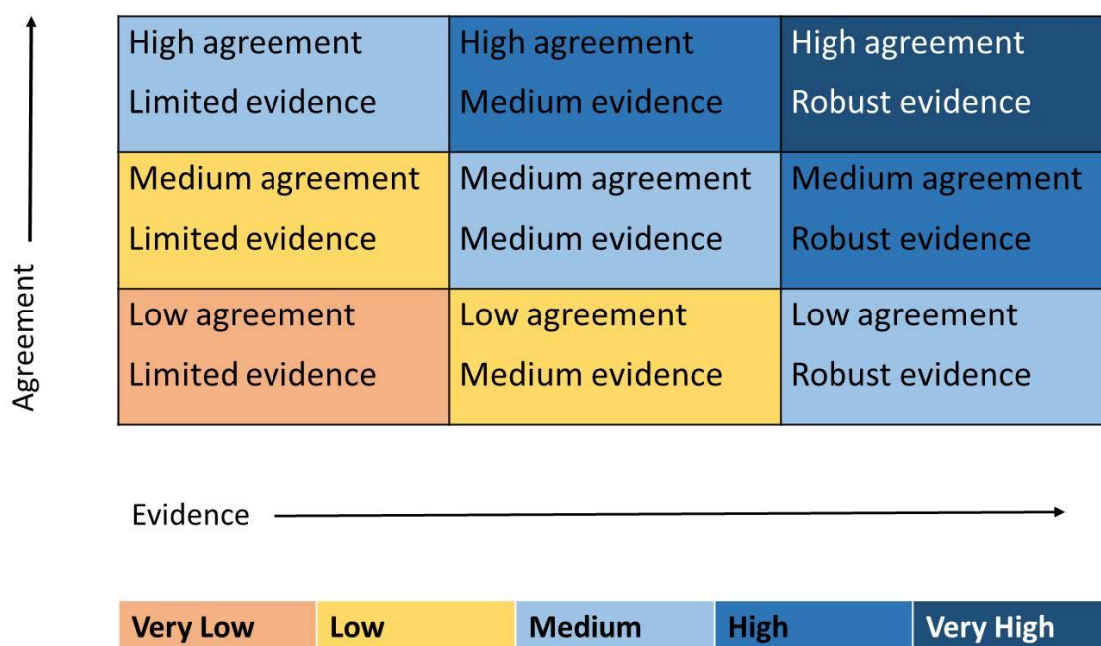 High agreement
Limited evidence
High agreement
Medium evidence
High agreement
Robust evidence
Medium agreement
Limited evidence
Medium agreement
Medium evidence
Medium agreement
Robust evidence
Low agreement
Limited evidence
Low agreement
Medium evidence
Low agreement
Robust evidence
Agreement
Evidence
Very Low
Low
Medium
High
Very High